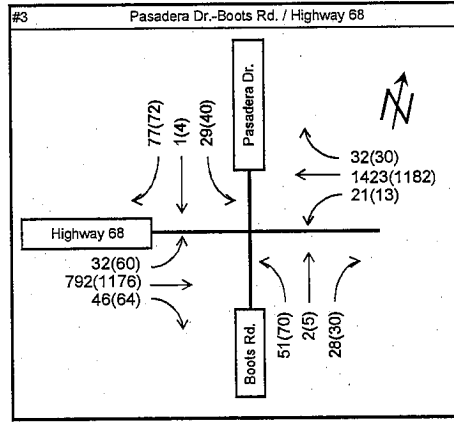 #3 Pasadera Dr.-Boots Rd. / Highway 68
Pasadera Dr.
N
77(72)
1(4)
29(40)
32(30)
1423(1182)
21(13)
Highway 68
32(60)
792(1176)
46(64)
Boots Rd.
51(70)
2(5)
28(30)